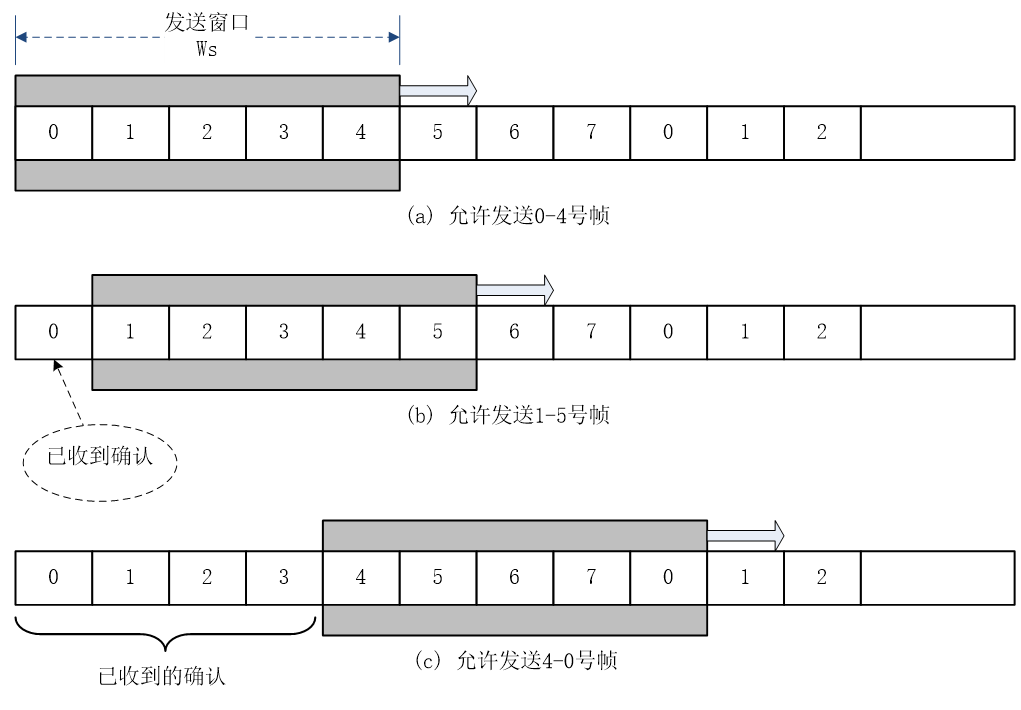 发送窗口
Ws
0 1 2 3 4 5 6 7 0 1 2
(a) 允许发送0-4号帧
0 1 2 3 4 5 6 7 0 1 2
(b) 允许发送1-5号帧
已收到确认
0 1 2 3 4 5 6 7 0 1 2
(c) 允许发送4-0号帧
已收到的确认